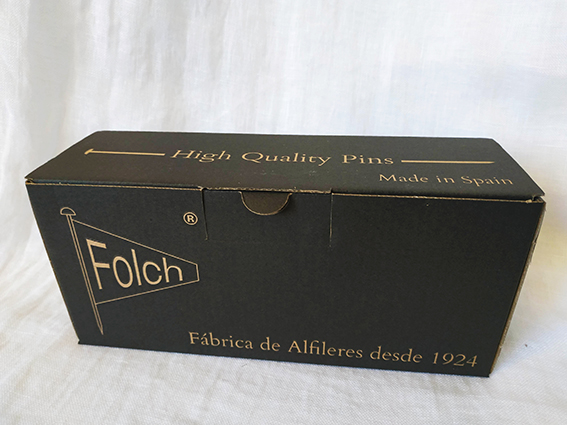 High Quality Pins
Made in Spain
®
Folch
Fábrica de Alfileres desde 1924